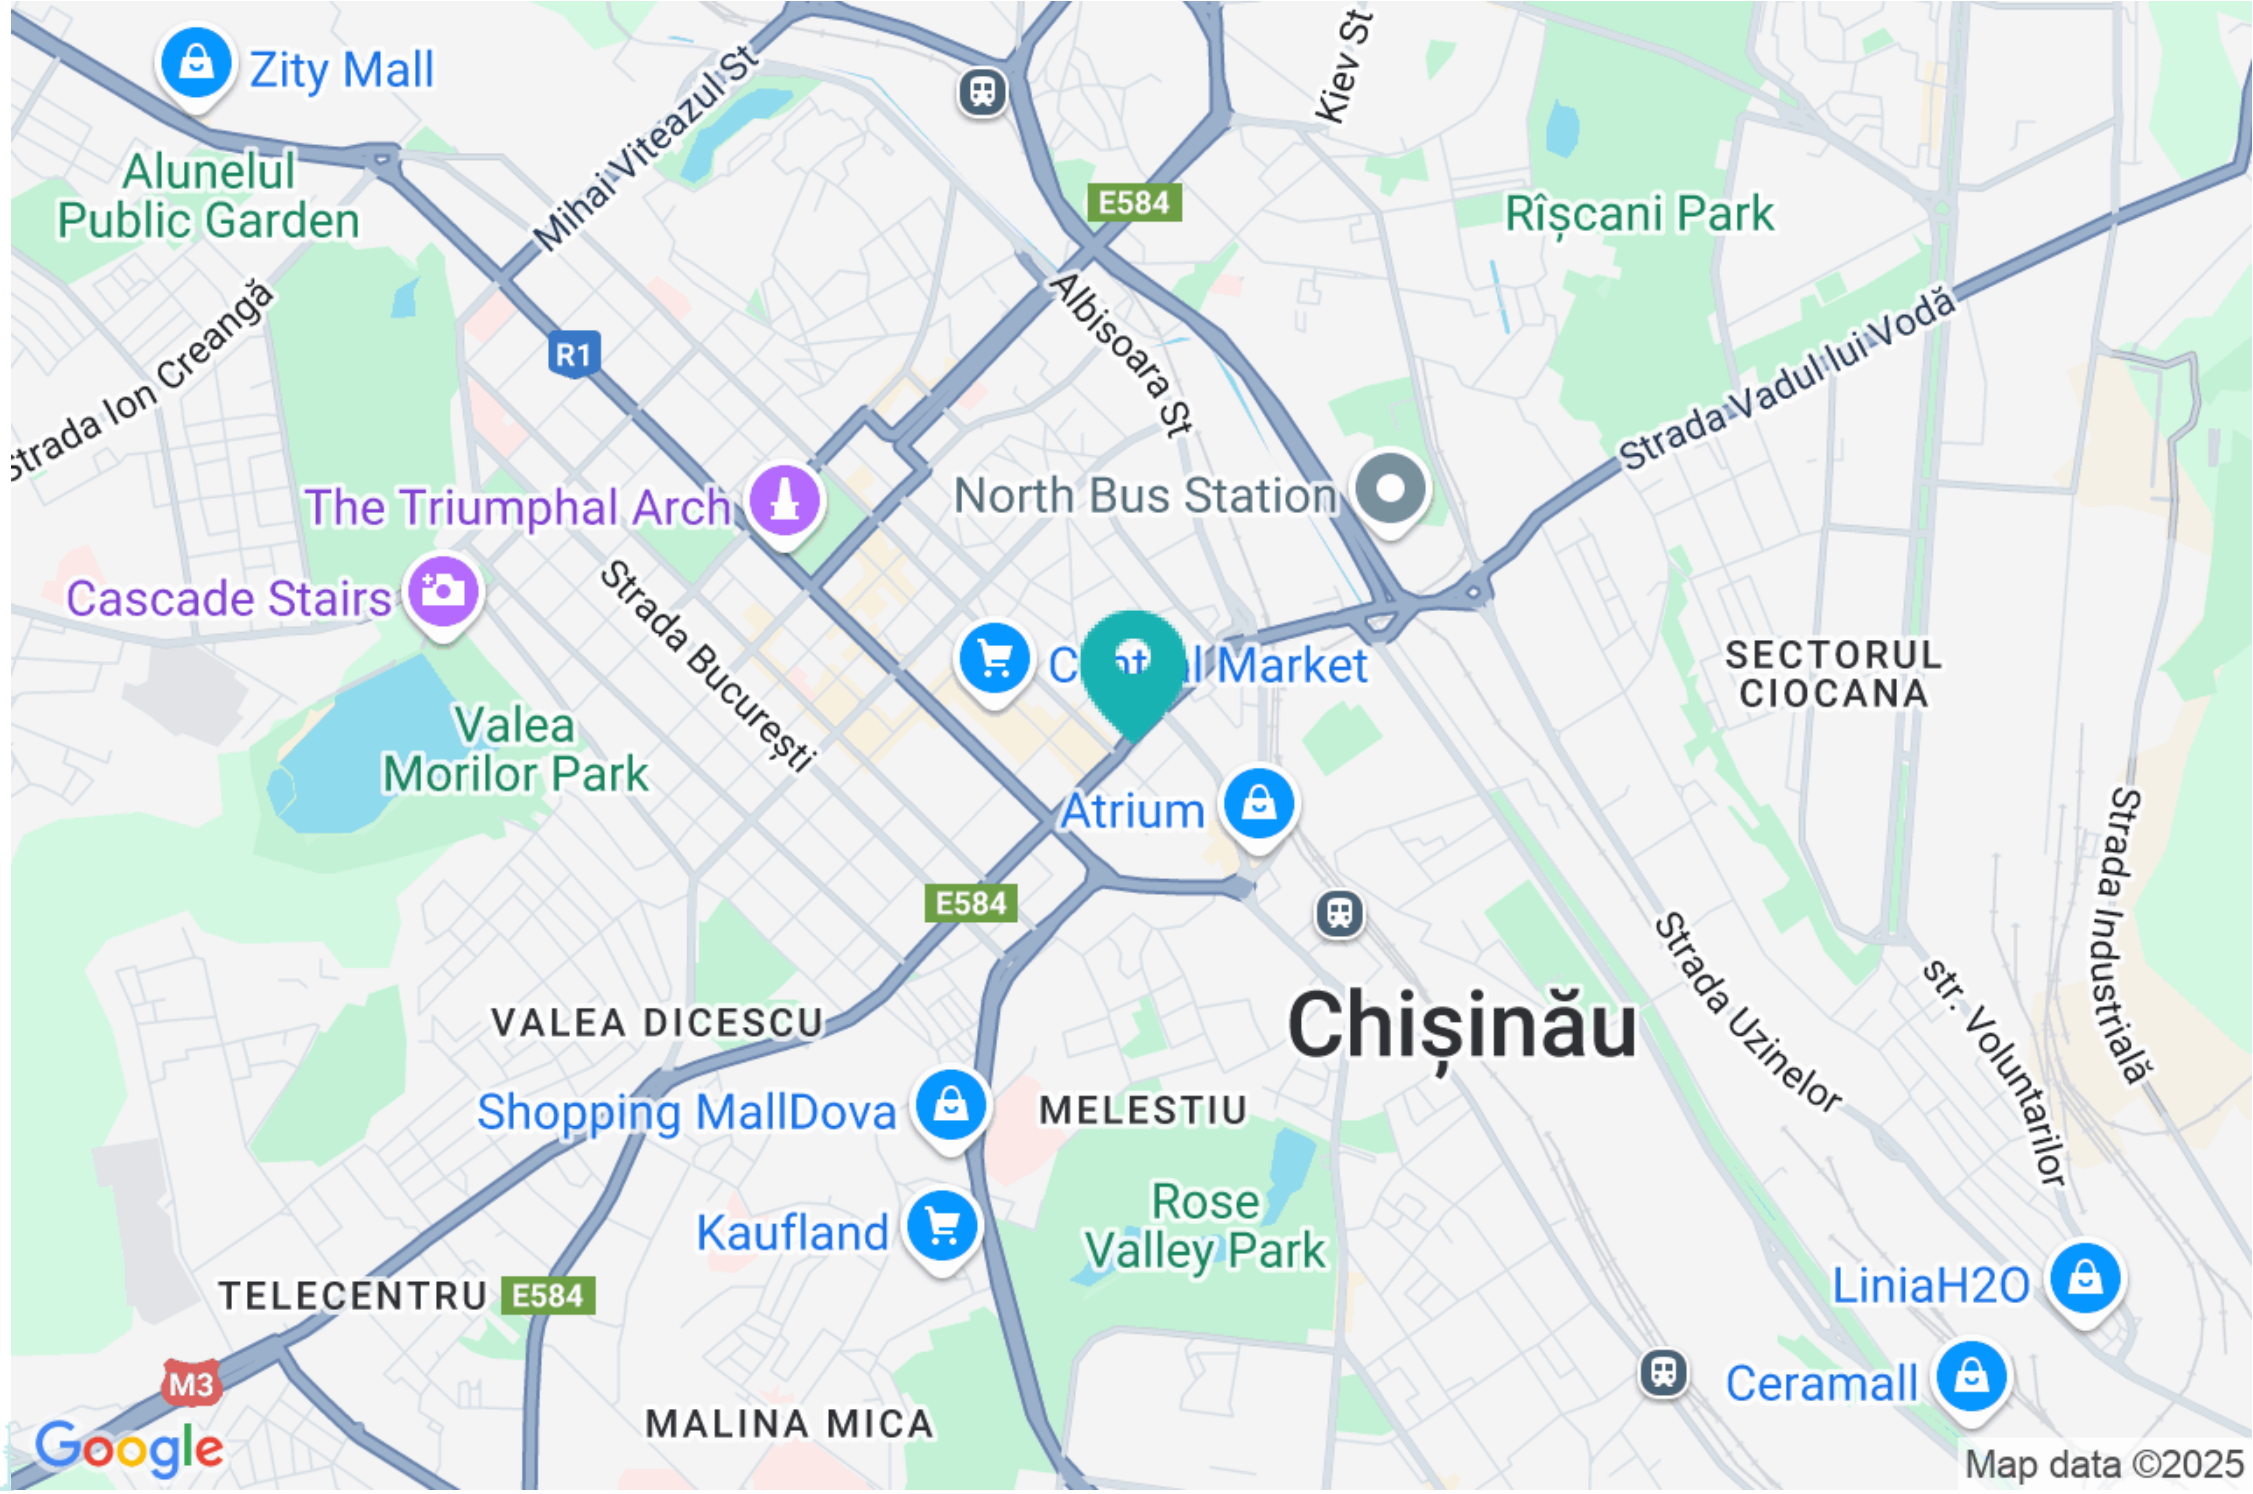 Zity Mall
Mihai Viteazul St
Kiev St
Alunelul
Public Garden
E584
Rîșcani Park
Strada Ion Creangă
R1
Albisoara St
Strada Vadul lui Vodă
The Triumphal Arch
North Bus Station
Cascade Stairs
Strada București
Central Market
SECTORUL
CIOCANA
Valea
Morilor Park
Atrium
Strada Industrială
E584
Strada Uzinelor
str. Voluntarilor
VALEA DICESCU
Chișinău
Shopping MallDova
MELESTIU
Rose
Valley Park
Kaufland
TELECENTRU
E584
LiniaH2O
M3
Ceramall
MALINA MICA
Google
Map data ©2025